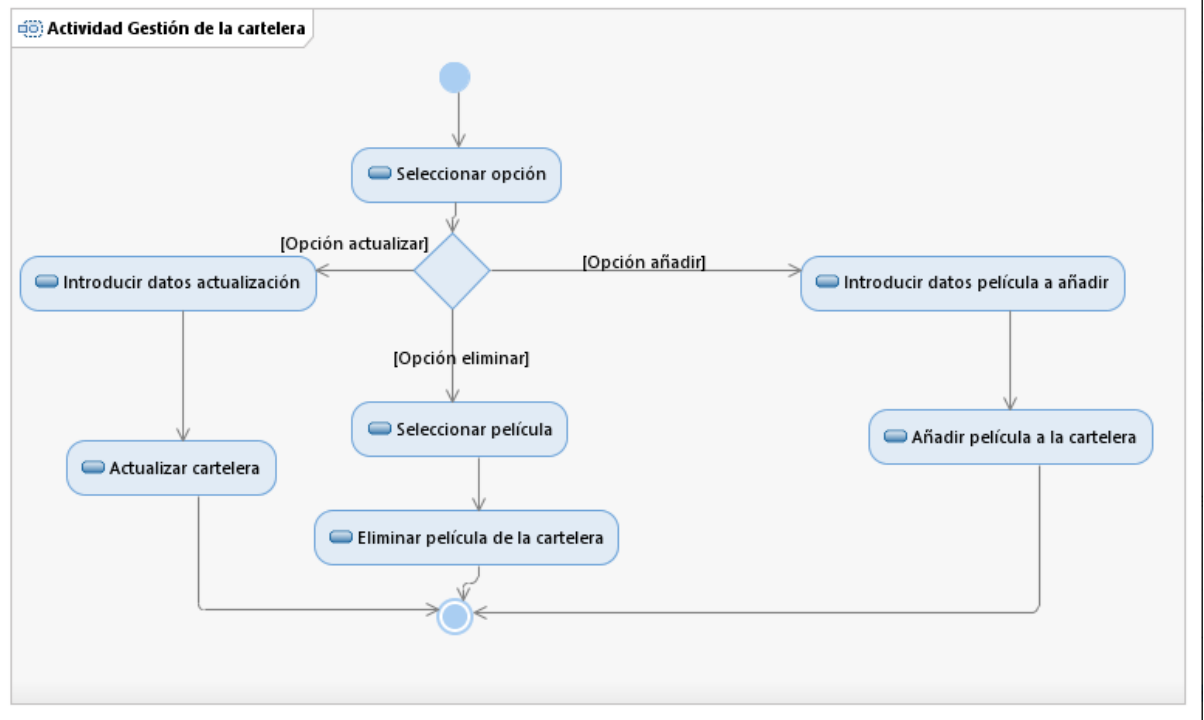 Actividad Gestión de la cartelera
Seleccionar opción
[Opción actualizar]
[Opción añadir]
Introducir datos actualización
Introducir datos película a añadir
[Opción eliminar]
Seleccionar película
Añadir película a la cartelera
Actualizar cartelera
Eliminar película de la cartelera